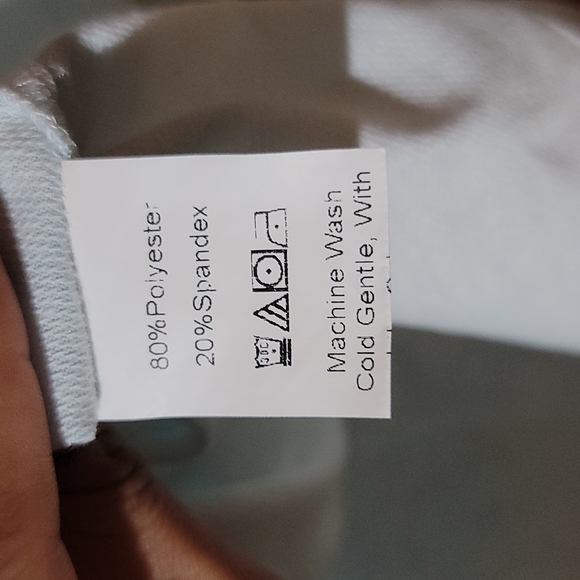 80%Polyester
20%Spandex
Machine Wash
Cold Gentle, With